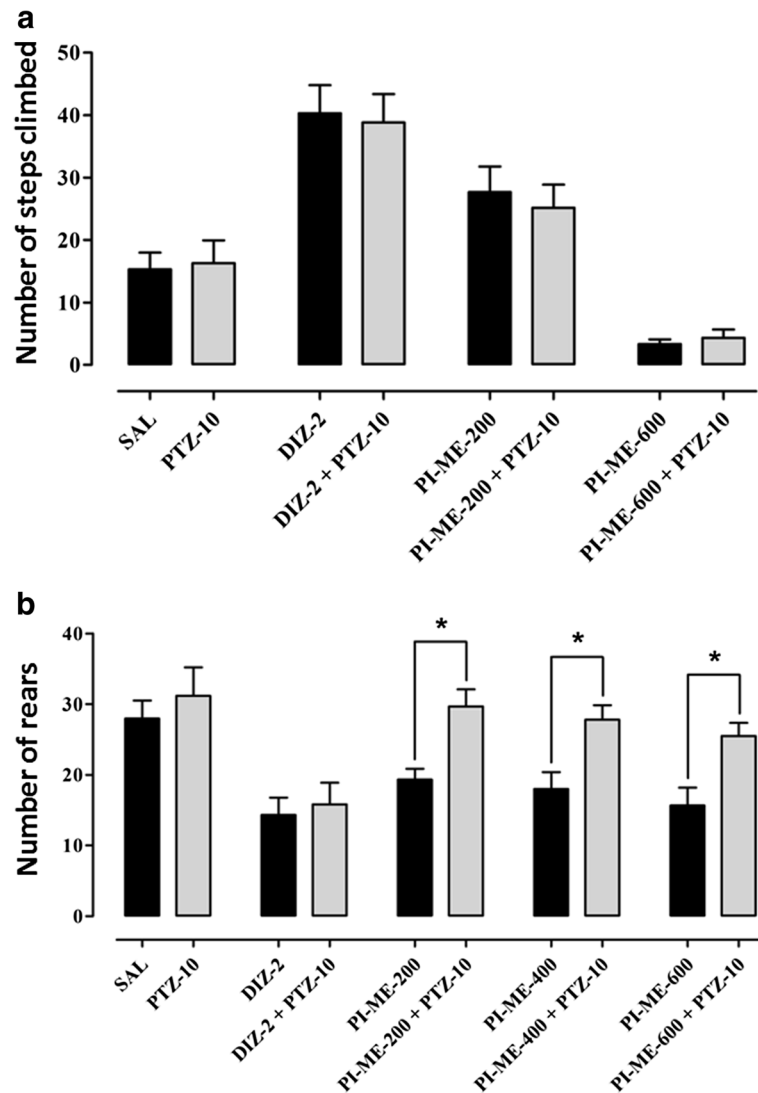 a
Number of steps climbed
50
40
30
20
10
0
SAL
PTZ-10
DIZ-2
DIZ-2 + PTZ-10
PI-ME-200
PI-ME-200 + PTZ-10
PI-ME-600
PI-ME-600 + PTZ-10
b
Number of rears
40
30
20
10
0
*
*
*
SAL
PTZ-10
DIZ-2
DIZ-2 + PTZ-10
PI-ME-200
PI-ME-200 + PTZ-10
PI-ME-400
PI-ME-400 + PTZ-10
PI-ME-600
PI-ME-600 + PTZ-10